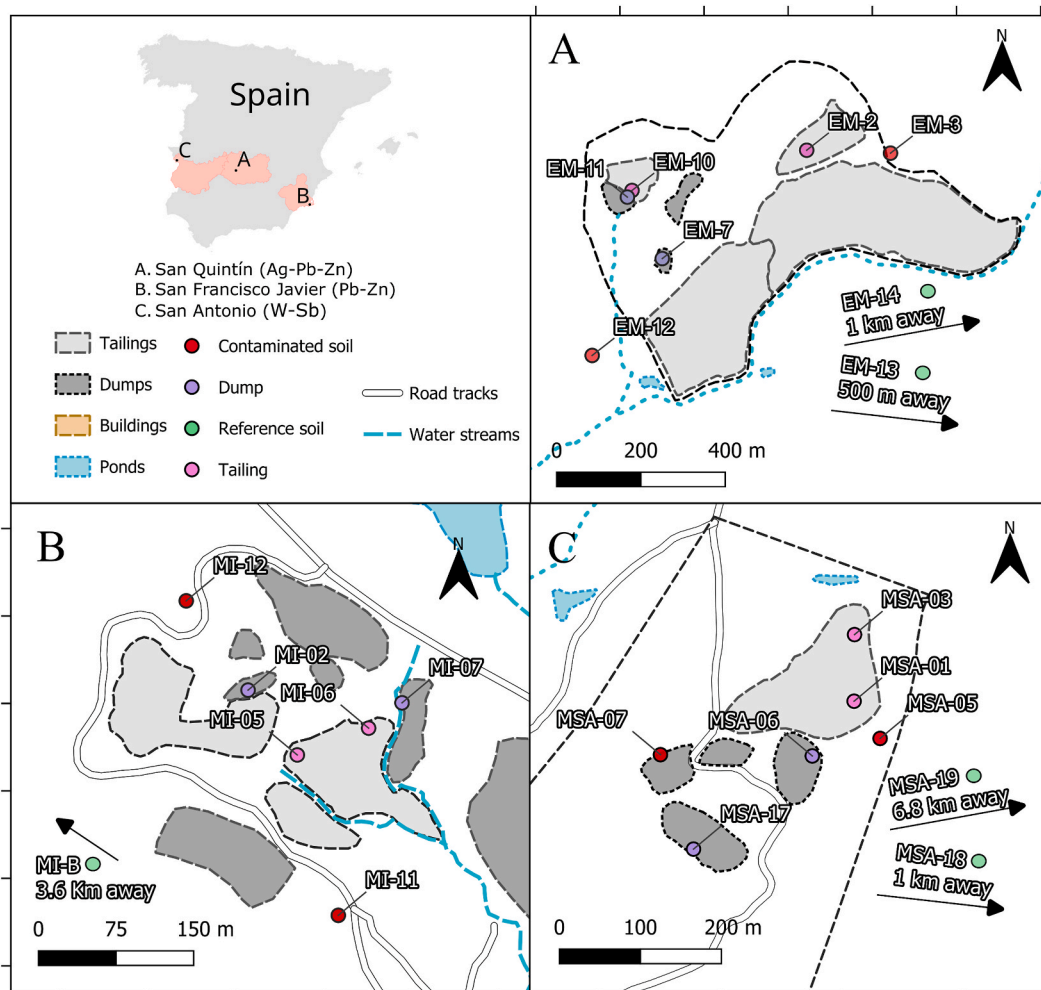 Spain
C
A
B
A. San Quintín (Ag-Pb-Zn)
B. San Francisco Javier (Pb-Zn)
C. San Antonio (W-Sb)
Tailings
Contaminated soil
Dumps
Dump
Road tracks
Buildings
Reference soil
Water streams
Ponds
Tailing
A
N
EM-2
EM-3
EM-11
EM-10
EM-7
EM-14
1 km away
EM-12
EM-13
500 m away
0
200
400 m
B
N
MI-12
MI-02
MI-07
MI-06
MI-05
MI-B
3.6 Km away
MI-11
0
75
150 m
C
N
MSA-03
MSA-01
MSA-07
MSA-06
MSA-05
MSA-19
6.8 km away
MSA-17
MSA-18
1 km away
0
100
200 m